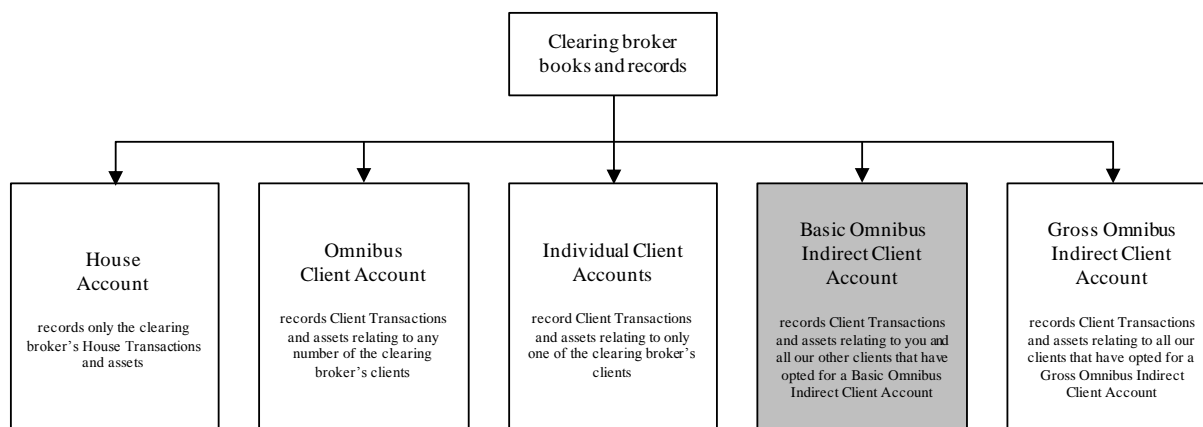 Clearing broker
books and records
House
Account
records only the clearing
broker's House Transactions
and assets
Omnibus
Client Account
records Client Transactions
and assets relating to any
number of the clearing
broker's clients
Individual Client
Accounts
record Client Transactions
and assets relating to only
one of the clearing broker's
clients
Basic Omnibus
Indirect Client
Account
records Client Transactions
and assets relating to you and
all our other clients that have
opted for a Basic Omnibus
Indirect Client Account
Gross Omnibus
Indirect Client
Account
records Client Transactions
and assets relating to all our
clients that have opted for a
Gross Omnibus Indirect
Client Account